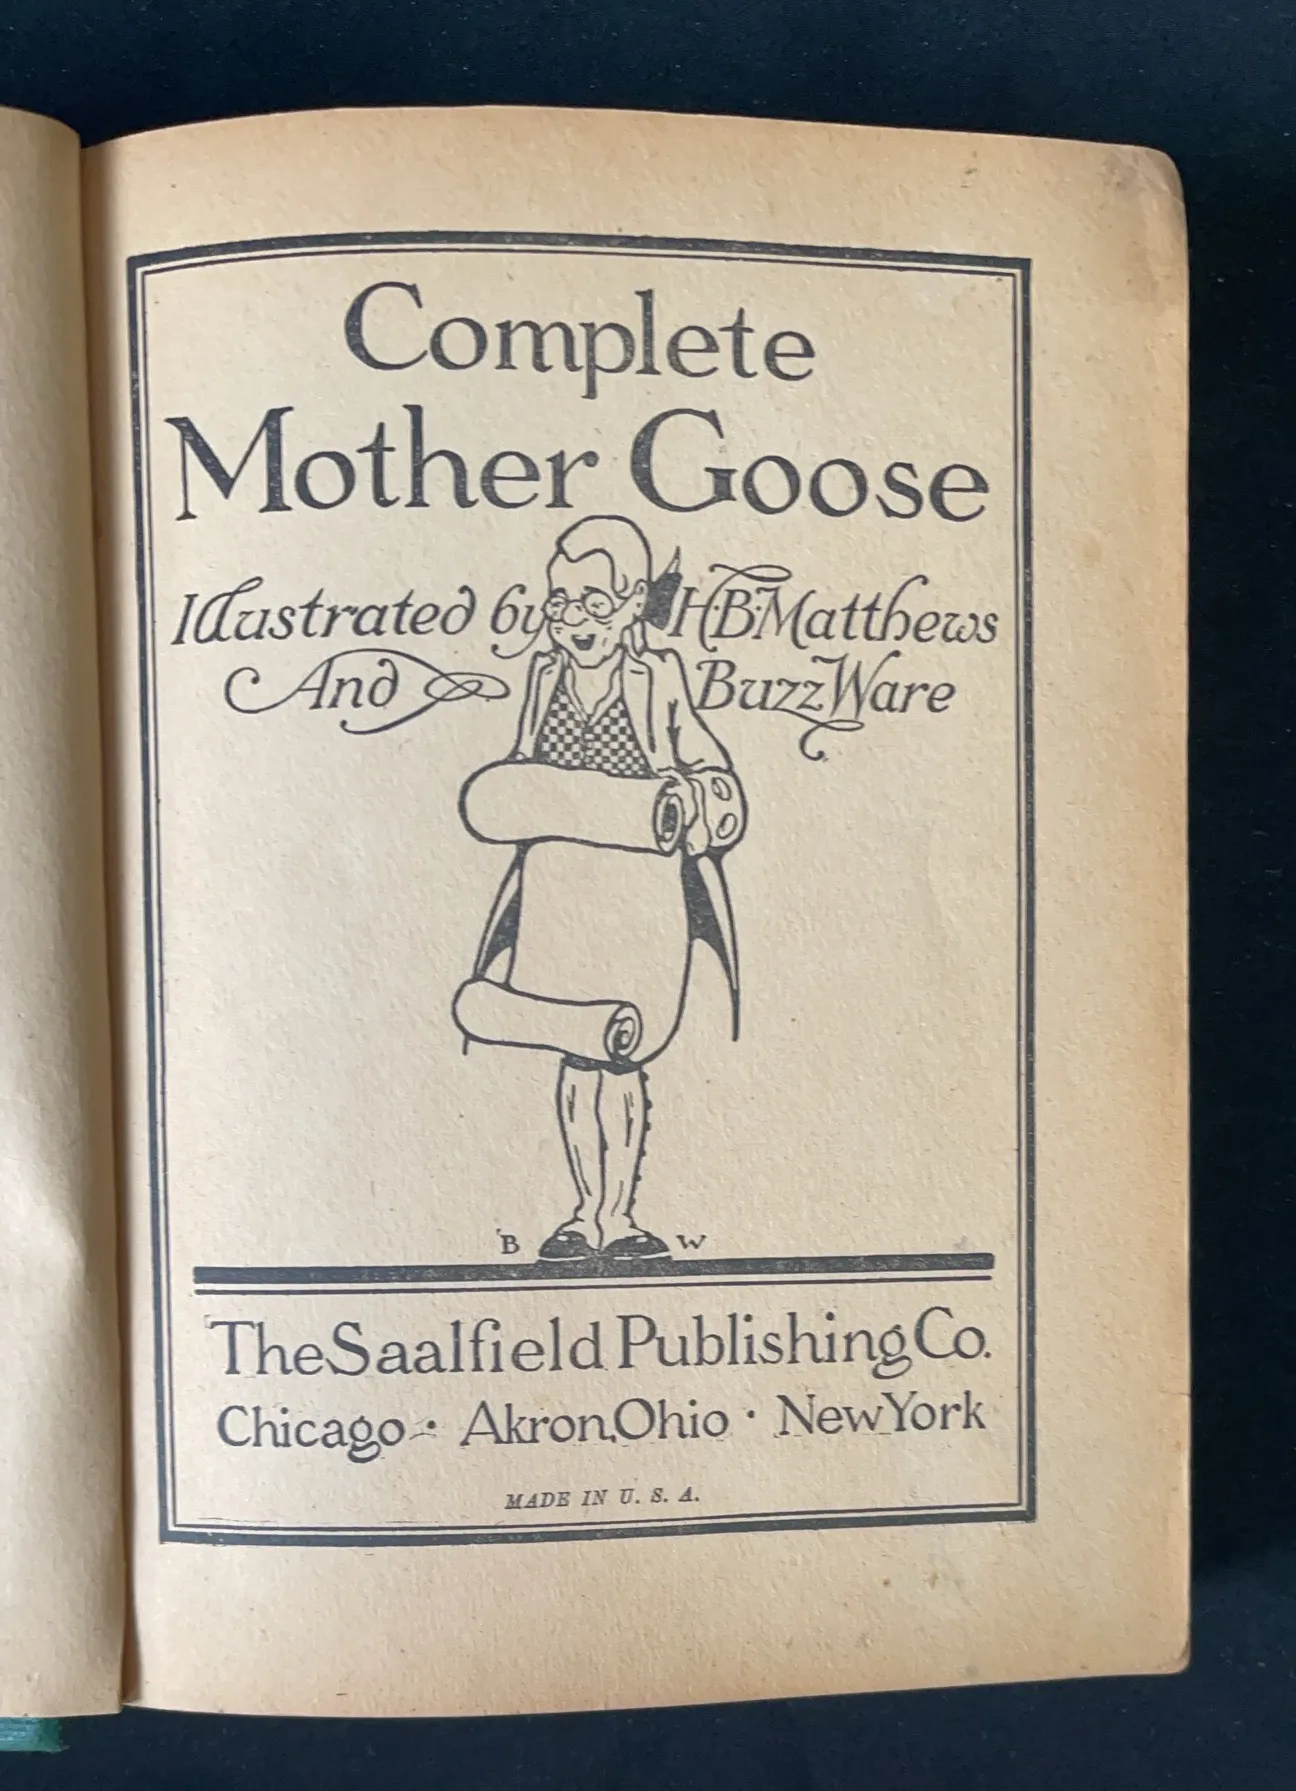 Complete
Mother Goose
Illustrated by H.B. Matthews
And Buzz Ware
B W
The Saalfield Publishing Co.
Chicago · Akron, Ohio · New York
MADE IN U. S. A.